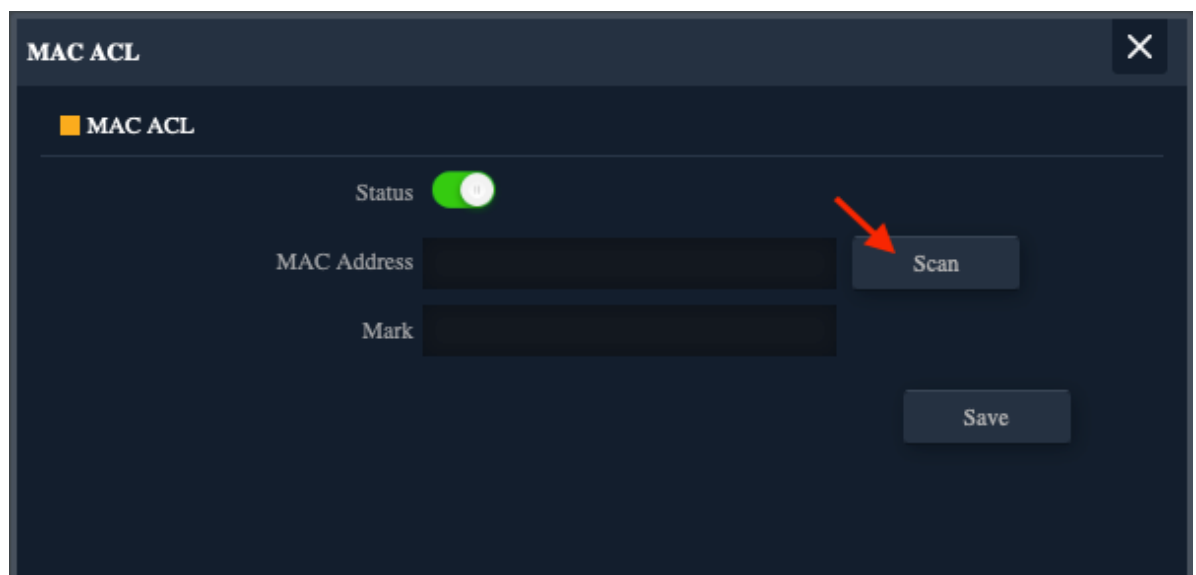 MAC ACL
MAC ACL
Status
MAC Address
Scan
Mark
Save